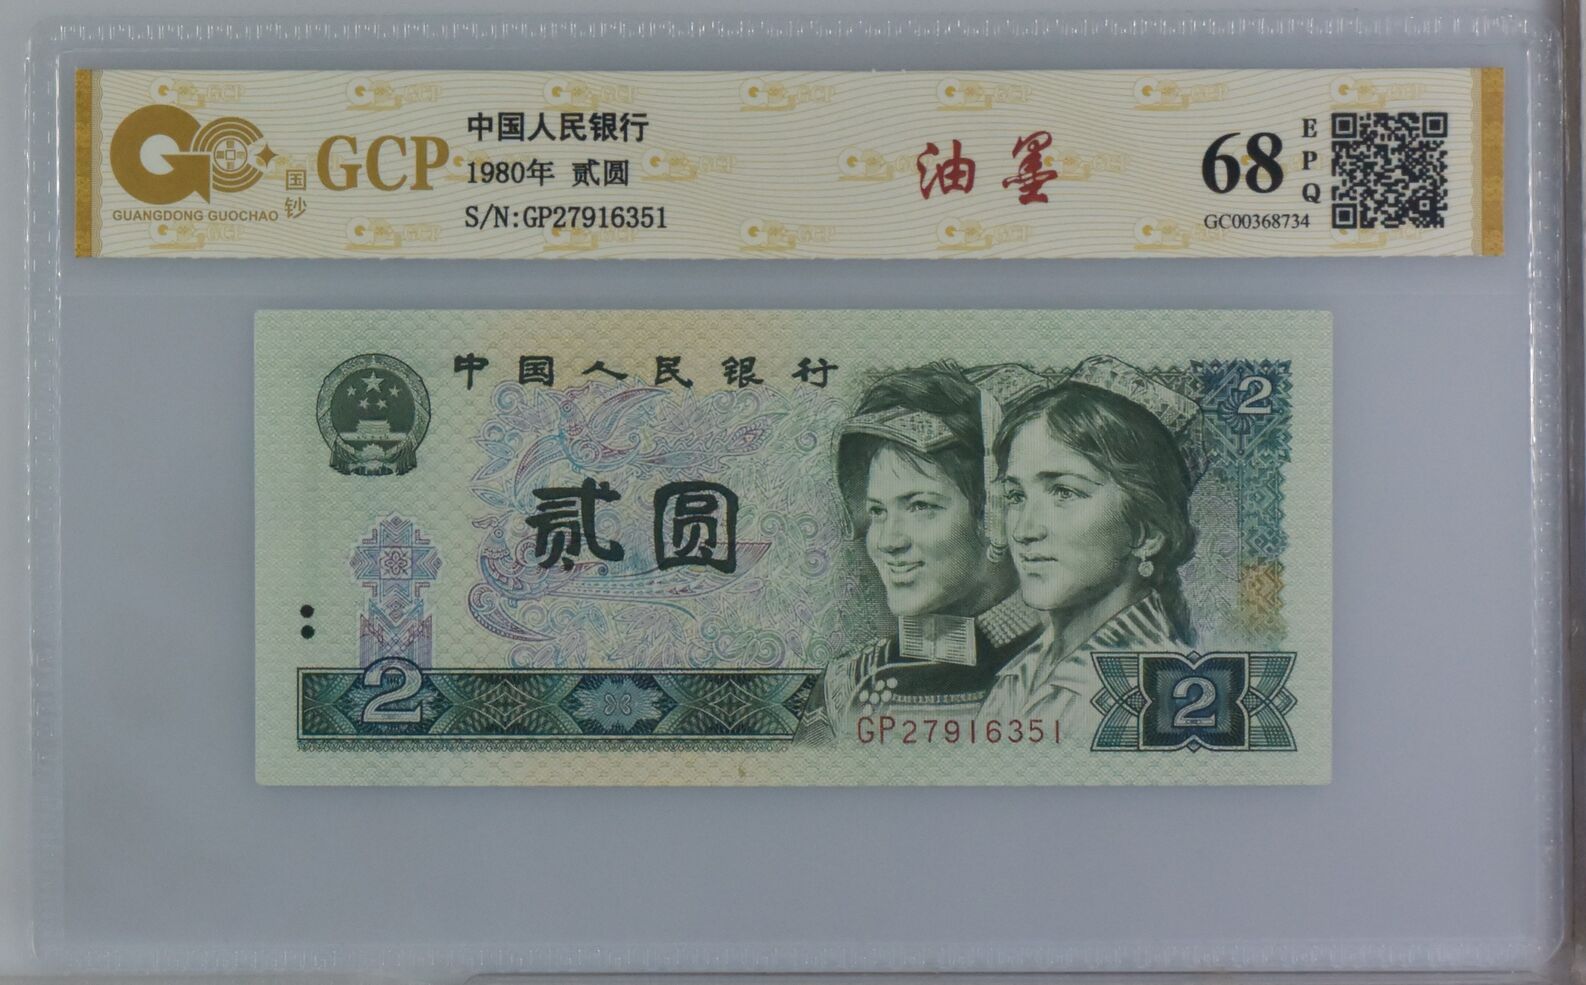 GCP
国钞
GUANGDONG GUOCHAO
中国人民银行
1980年 贰圆
S/N:GP27916351
油墨
68
EPQ
GC00368734
中国人民银行
2
贰圆
2
GP27916351
2